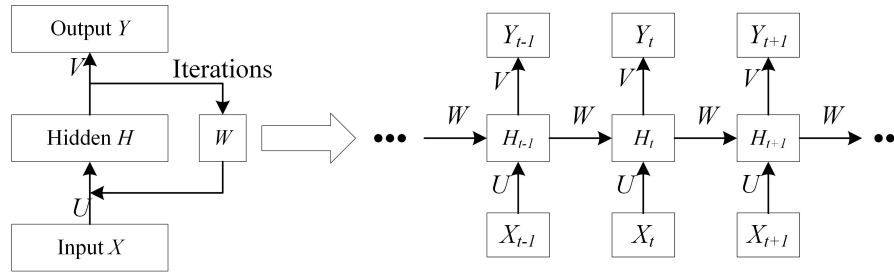 Output Y
V
Iterations
Hidden H
W
U
Input X
Y_{t-1} Y_t Y_{t+1}
V V V
W W W W
H_{t-1} H_t H_{t+1}
U U U
X_{t-1} X_t X_{t+1}